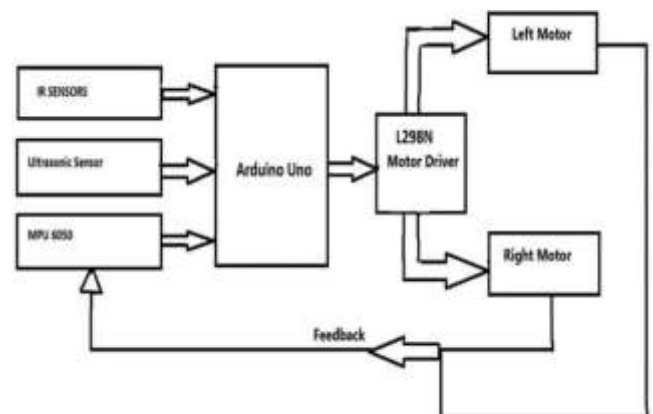 IR SENSORS
Ultrasonic Sensor
MPU 6050
Arduino Uno
L298N
Motor Driver
Left Motor
Right Motor
Feedback